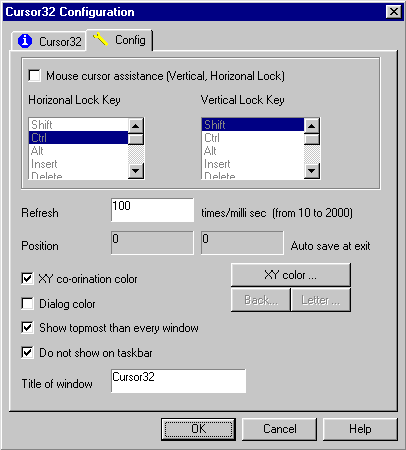 Cursor32 Configuration
Cursor32 Config
Mouse cursor assistance (Vertical, Horizonal Lock)
Horizonal Lock Key Vertical Lock Key
Shift Shift
Ctrl Ctrl
Alt Alt
Insert Insert
Delete Delete
Refresh 100 times/milli sec (from 10 to 2000)
Position 0 0 Auto save at exit
XY co-orination color XY color ...
Dialog color Back... Letter ...
Show topmost than every window
Do not show on taskbar
Title of window Cursor32
OK Cancel Help